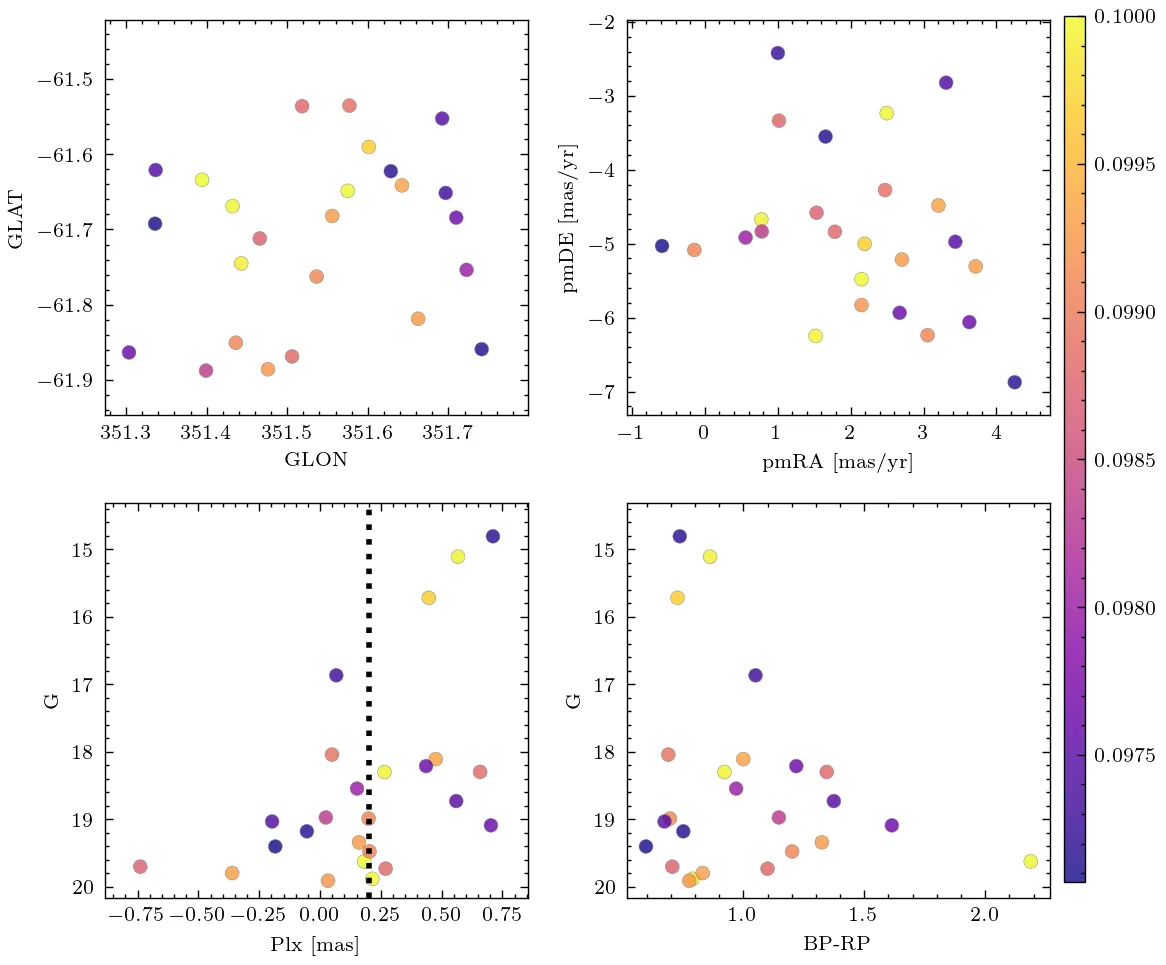 −61.5
−61.6
−61.7
−61.8
−61.9
GLAT
351.3 351.4 351.5 351.6 351.7
GLON
−2
−3
−4
−5
−6
−7
pmDE [mas/yr]
−1 0 1 2 3 4
pmRA [mas/yr]
15
16
17
18
19
20
G
−0.75 −0.50 −0.25 0.00 0.25 0.50 0.75
Plx [mas]
15
16
17
18
19
20
G
1.0 1.5 2.0
BP-RP
0.1000
0.0995
0.0990
0.0985
0.0980
0.0975